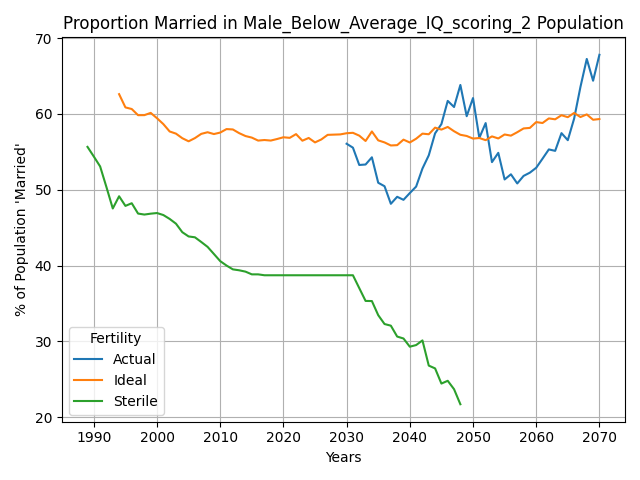 Proportion Married in Male_Below_Average_IQ_scoring_2 Population
% of Population 'Married'
70
60
50
40
30
20
Fertility
Actual
Ideal
Sterile
1990 2000 2010 2020 2030 2040 2050 2060 2070
Years